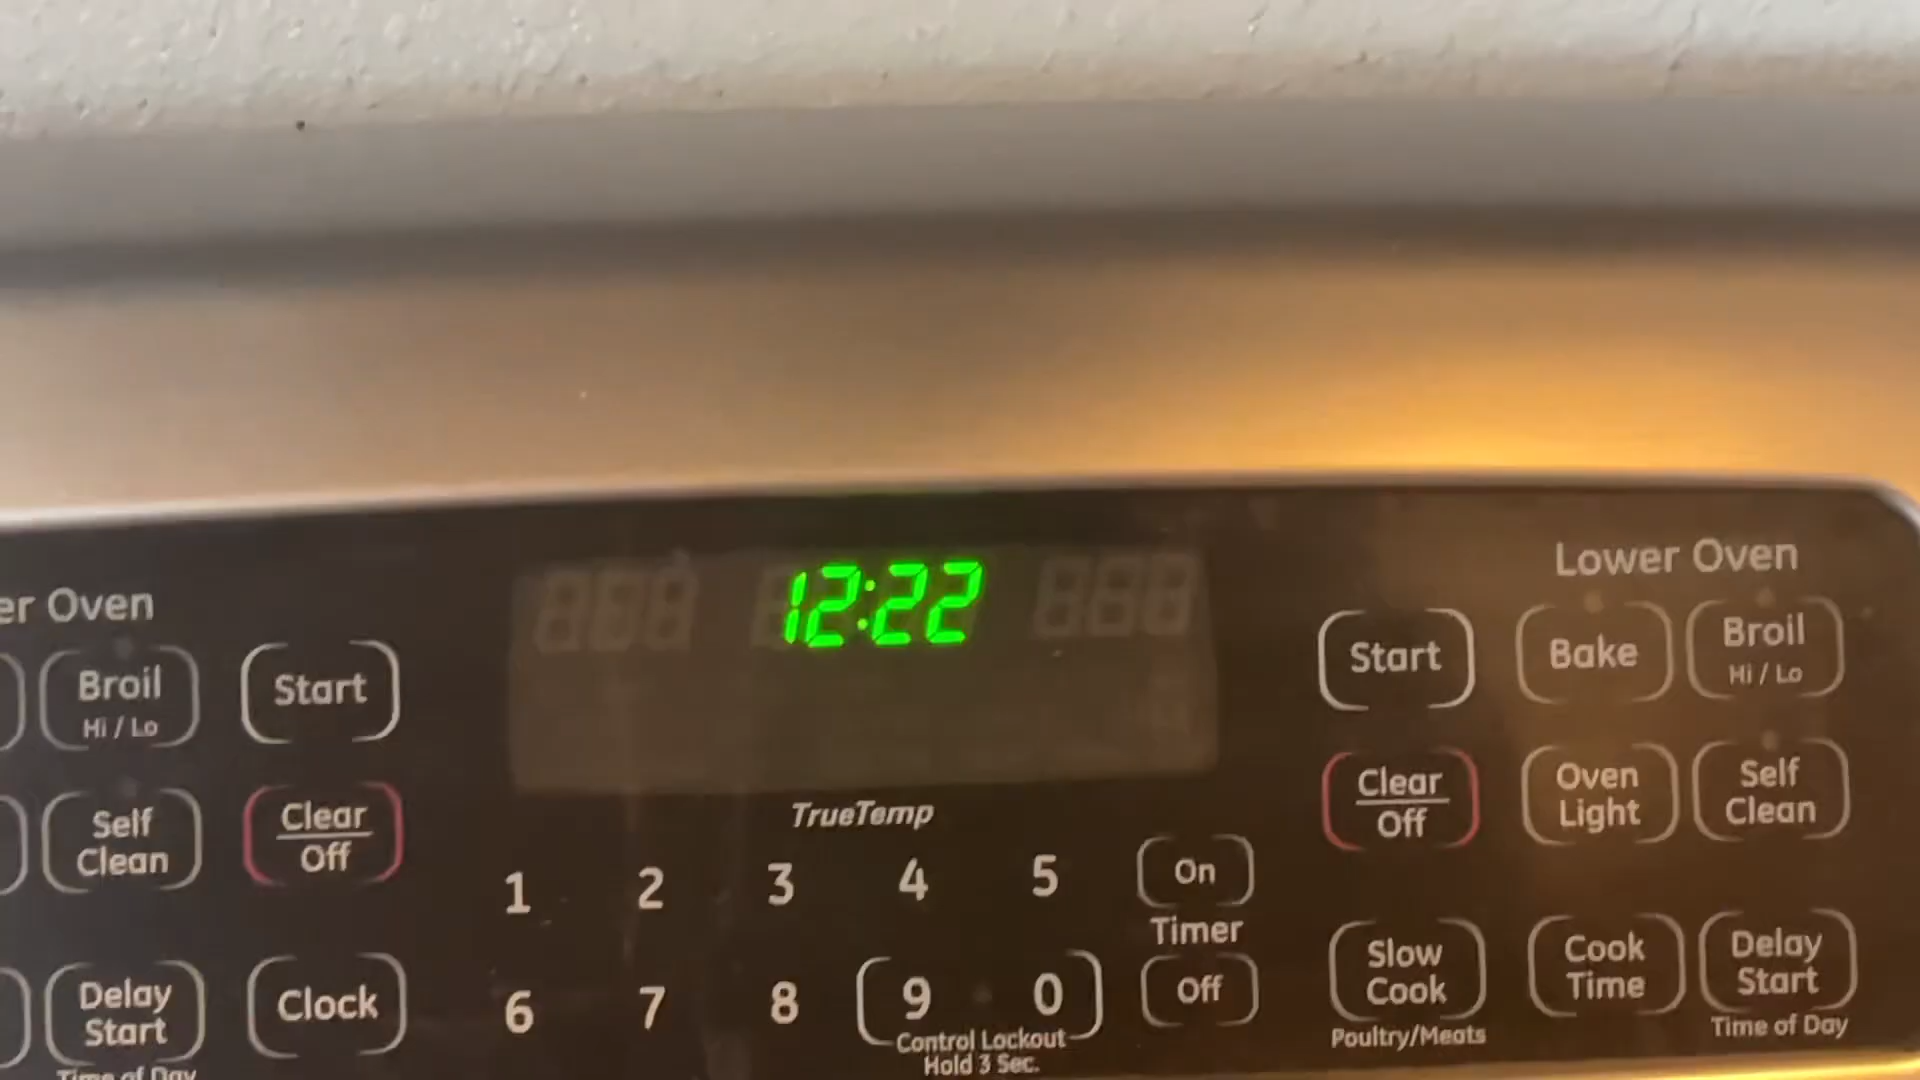 er Oven
Broil
Hi / Lo
Start
Self
Clean
Clear
Off
Delay
Start
Time of Day
Clock
12:22
TrueTemp
1 2 3 4 5
6 7 8 9 0
Control Lockout
Hold 3 Sec.
On
Timer
Off
Lower Oven
Start
Bake
Broil
Hi / Lo
Clear
Off
Oven
Light
Self
Clean
Slow
Cook
Poultry/Meats
Cook
Time
Delay
Start
Time of Day